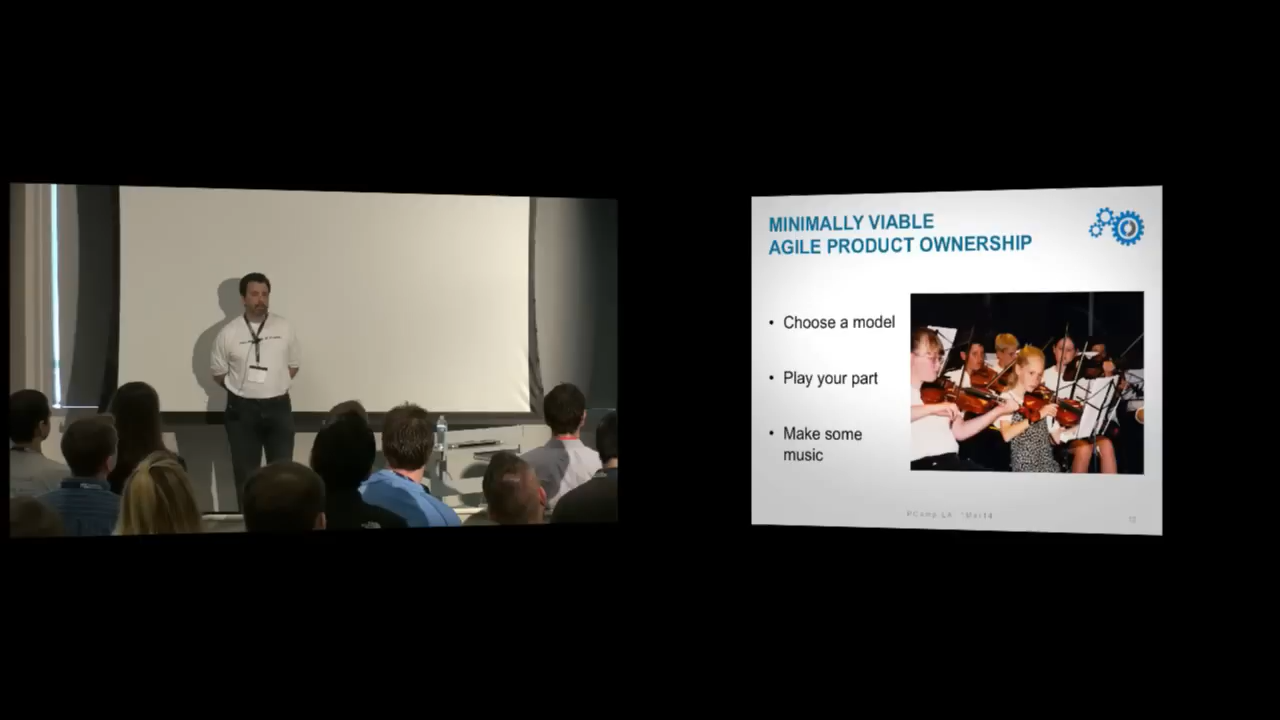 MINIMALLY VIABLE
AGILE PRODUCT OWNERSHIP
• Choose a model
• Play your part
• Make some
music